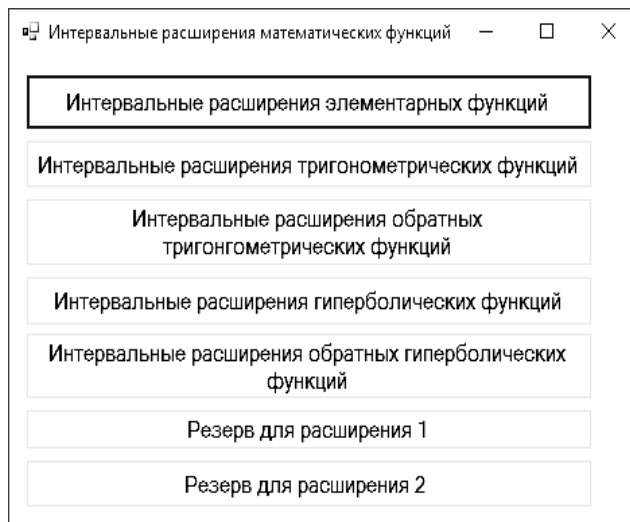 Интервальные расширения математических функций
Интервальные расширения элементарных функций
Интервальные расширения тригонометрических функций
Интервальные расширения обратных
тригонгометрических функций
Интервальные расширения гиперболических функций
Интервальные расширения обратных гиперболических
функций
Резерв для расширения 1
Резерв для расширения 2